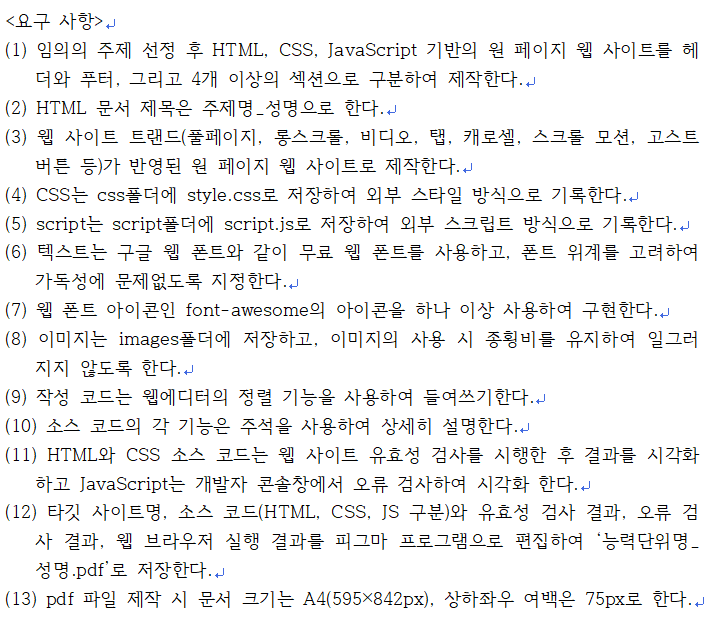 <요구 사항>
(1) 임의의 주제 선정 후 HTML, CSS, JavaScript 기반의 원 페이지 웹 사이트를 헤
더와 푸터, 그리고 4개 이상의 섹션으로 구분하여 제작한다.
(2) HTML 문서 제목은 주제명_성명으로 한다.
(3) 웹 사이트 트랜드(풀페이지, 롱스크롤, 비디오, 탭, 캐로셀, 스크롤 모션, 고스트
버튼 등)가 반영된 원 페이지 웹 사이트로 제작한다.
(4) CSS는 css폴더에 style.css로 저장하여 외부 스타일 방식으로 기록한다.
(5) script는 script폴더에 script.js로 저장하여 외부 스크립트 방식으로 기록한다.
(6) 텍스트는 구글 웹 폰트와 같이 무료 웹 폰트를 사용하고, 폰트 위계를 고려하여
가독성에 문제없도록 지정한다.
(7) 웹 폰트 아이콘인 font-awesome의 아이콘을 하나 이상 사용하여 구현한다.
(8) 이미지는 images폴더에 저장하고, 이미지의 사용 시 종횡비를 유지하여 일그러
지지 않도록 한다.
(9) 작성 코드는 웹에디터의 정렬 기능을 사용하여 들여쓰기한다.
(10) 소스 코드의 각 기능은 주석을 사용하여 상세히 설명한다.
(11) HTML와 CSS 소스 코드는 웹 사이트 유효성 검사를 시행한 후 결과를 시각화
하고 JavaScript는 개발자 콘솔창에서 오류 검사하여 시각화 한다.
(12) 타깃 사이트명, 소스 코드(HTML, CSS, JS 구분)와 유효성 검사 결과, 오류 검
사 결과, 웹 브라우저 실행 결과를 피그마 프로그램으로 편집하여 ‘능력단위명_
성명.pdf’로 저장한다.
(13) pdf 파일 제작 시 문서 크기는 A4(595×842px), 상하좌우 여백은 75px로 한다.